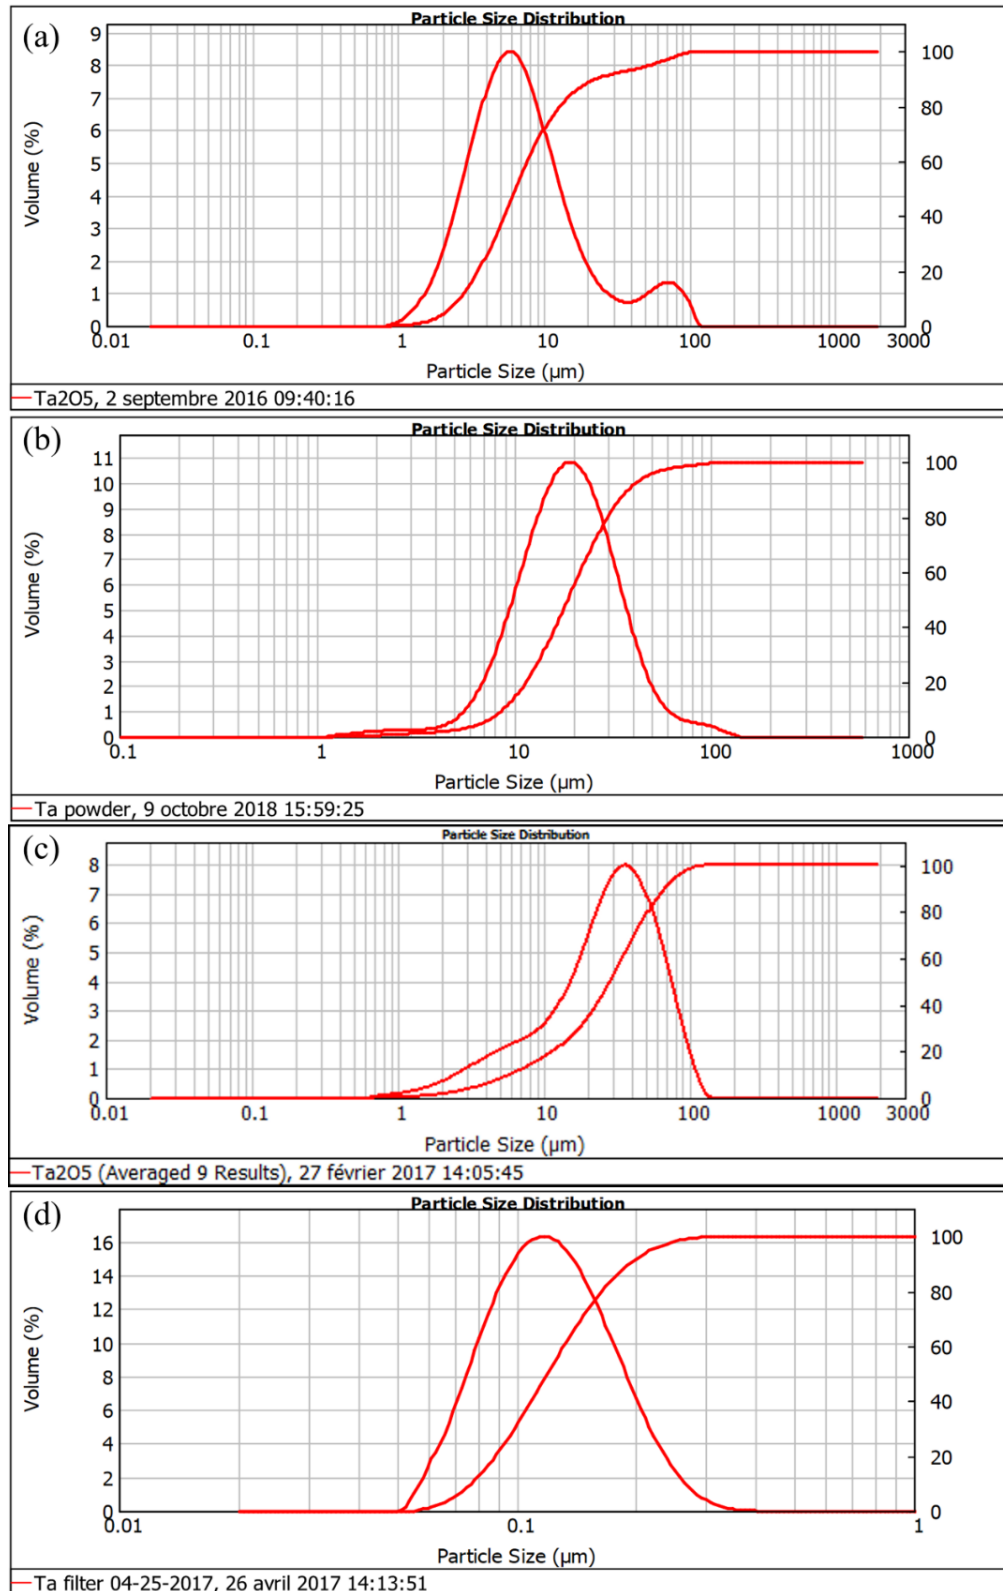 (a)
Particle Size Distribution
Volume (%)
9
8
7
6
5
4
3
2
1
0
100
80
60
40
20
0
0.01 0.1 1 10 100 1000 3000
Particle Size (µm)
Ta2O5, 2 septembre 2016 09:40:16
(b)
Particle Size Distribution
Volume (%)
11
10
9
8
7
6
5
4
3
2
1
0
100
80
60
40
20
0
0.1 1 10 100 1000
Particle Size (µm)
Ta powder, 9 octobre 2018 15:59:25
(c)
Particle Size Distribution
Volume (%)
8
7
6
5
4
3
2
1
0
100
80
60
40
20
0
0.01 0.1 1 10 100 1000 3000
Particle Size (µm)
Ta2O5 (Averaged 9 Results), 27 février 2017 14:05:45
(d)
Particle Size Distribution
Volume (%)
16
14
12
10
8
6
4
2
0
100
80
60
40
20
0
0.01 0.1 1
Particle Size (µm)
Ta filter 04-25-2017, 26 avril 2017 14:13:51